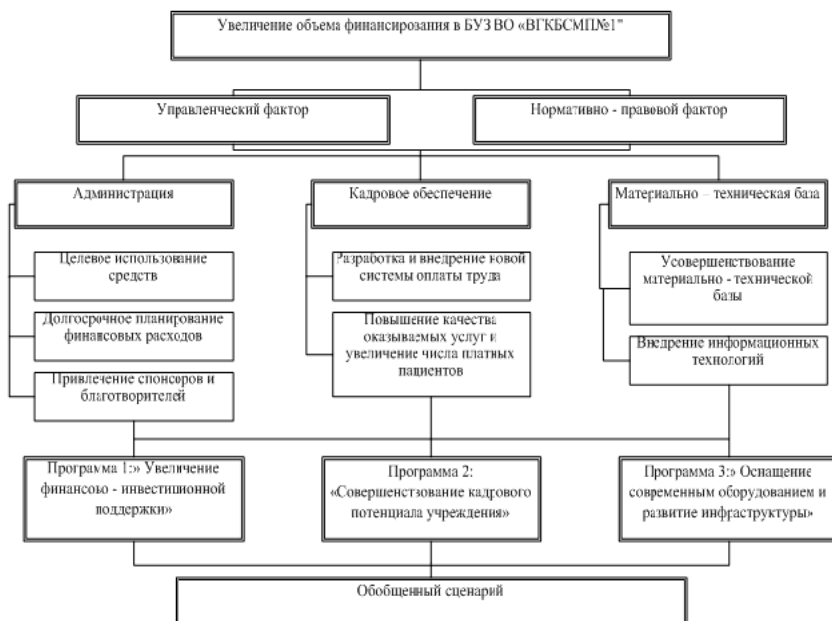 Увеличение объема финансирования в БУЗ ВО «ВГКБСМП№1"
Управленческий фактор
Нормативно - правовой фактор
Администрация
Кадровое обеспечение
Материально – техническая база
Целевое использование
средств
Разработка и внедрение новой
системы оплаты труда
Усовершенствование
материально - технической
базы
Долгосрочное планирование
финансовых расходов
Повышение качества
оказываемых услуг и
увеличение числа платных
пациентов
Внедрение информационных
технологий
Привлечение спонсоров и
благотворителей
Программа 1:» Увеличение
финансово - инвестиционной
поддержки»
Программа 2:
«Совершенствование кадрового
потенциала учреждения»
Программа 3:» Оснащение
современным оборудованием и
развитие инфраструктуры»
Обобщенный сценарий